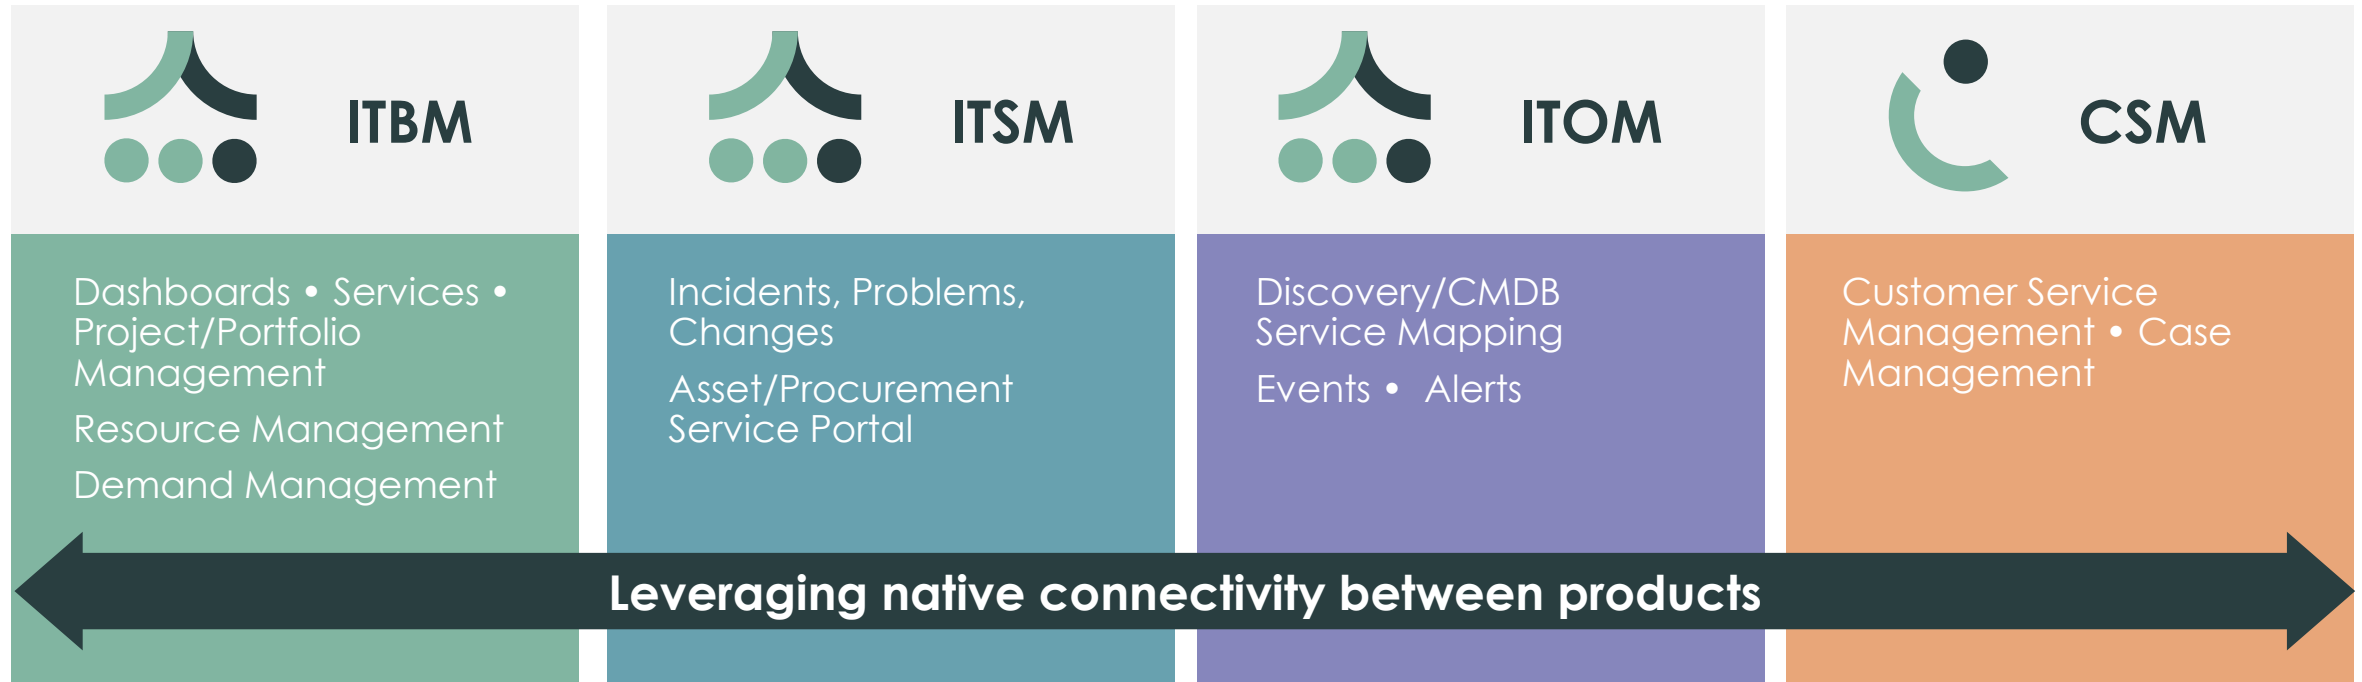 ITBM
Dashboards • Services •
Project/Portfolio
Management
Resource Management
Demand Management
ITSM
Incidents, Problems,
Changes
Asset/Procurement
Service Portal
ITOM
Discovery/CMDB
Service Mapping
Events •  Alerts
CSM
Customer Service
Management • Case
Management
Leveraging native connectivity between products